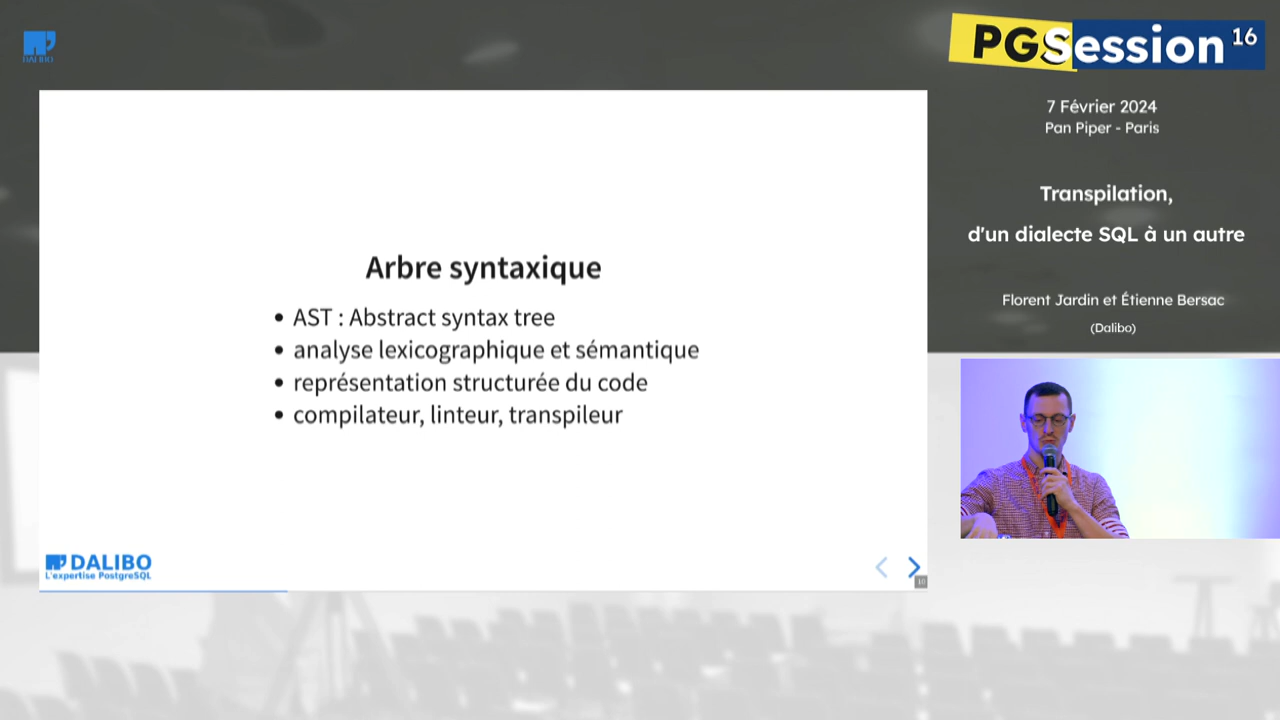 DALIBO
PGSession 16
7 Février 2024
Pan Piper - Paris
Transpilation,
d'un dialecte SQL à un autre
Florent Jardin et Étienne Bersac
(Dalibo)
Arbre syntaxique
• AST : Abstract syntax tree
• analyse lexicographique et sémantique
• représentation structurée du code
• compilateur, linteur, transpileur
DALIBO
L'expertise PostgreSQL
10